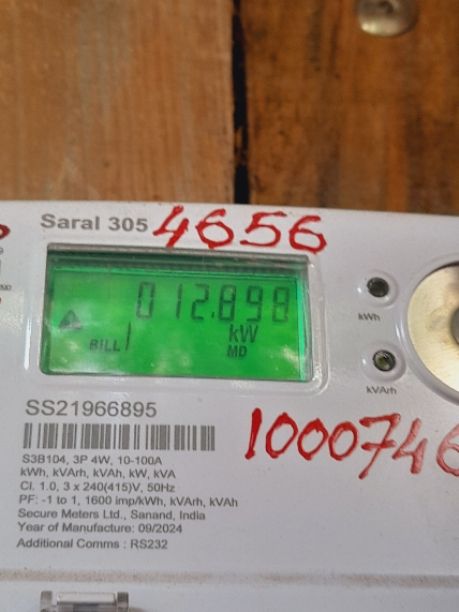 Saral 305
4656
012.898
kW
BILL 1
MD
kWh
kVArh
SS21966895
1000746
S3B104, 3P 4W, 10-100A
kWh, kVArh, kVAh, kW, kVA
Cl. 1.0, 3 x 240(415)V, 50Hz
PF: -1 to 1, 1600 imp/kWh, kVArh, kVAh
Secure Meters Ltd., Sanand, India
Year of Manufacture: 09/2024
Additional Comms : RS232